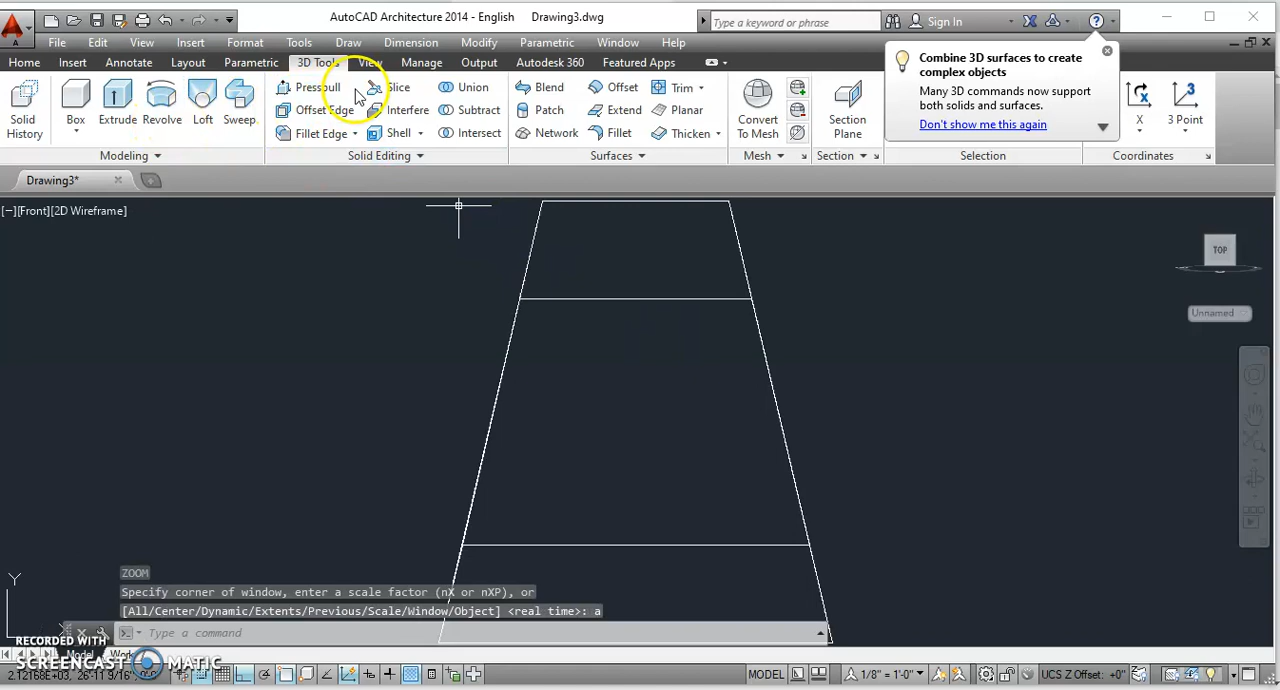 AutoCAD Architecture 2014 - English Drawing3.dwg
Type a keyword or phrase
Sign In
File Edit View Insert Format Tools Draw Dimension Modify Parametric Window Help
Home Insert Annotate Layout Parametric 3D Tools View Manage Output Autodesk 360 Featured Apps
Combine 3D surfaces to create
complex objects
Many 3D commands now support
both solids and surfaces.
Don't show me this again
Solid
History
Box
Extrude
Revolve
Loft
Sweep
Presspull
Offset Edge
Fillet Edge
Slice
Interfere
Shell
Union
Subtract
Intersect
Blend
Patch
Network
Offset
Extend
Fillet
Trim
Planar
Thicken
Convert
To Mesh
Section
Plane
X
3 Point
Modeling
Solid Editing
Surfaces
Mesh
Section
Selection
Coordinates
Drawing3*
[−][Front][2D Wireframe]
TOP
Unnamed
ZOOM
Specify corner of window, enter a scale factor (nX or nXP), or
[All/Center/Dynamic/Extents/Previous/Scale/Window/Object] <real time>: a
Type a command
Y
RECORDED WITH
SCREENCAST MATIC
Model
MODEL
1/8" = 1'-0"
UCS Z Offset: +0"